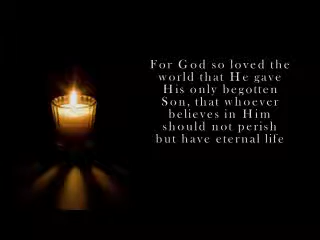 For God so loved the
world that He gave
His only begotten
Son, that whoever
believes in Him
should not perish
but have eternal life